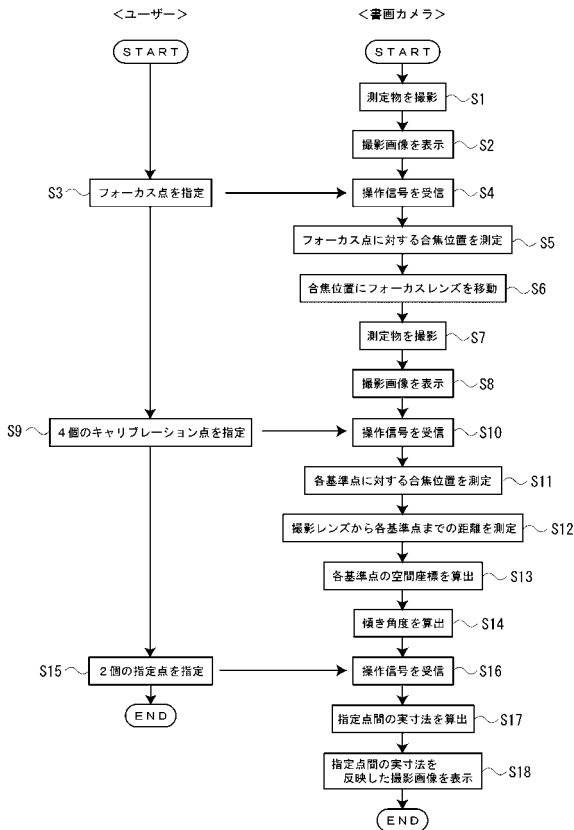 ＜ユーザー＞
＜書画カメラ＞
START
START
測定物を撮影
S1
撮影画像を表示
S2
S3
フォーカス点を指定
操作信号を受信
S4
フォーカス点に対する合焦位置を測定
S5
合焦位置にフォーカスレンズを移動
S6
測定物を撮影
S7
撮影画像を表示
S8
S9
4個のキャリブレーション点を指定
操作信号を受信
S10
各基準点に対する合焦位置を測定
S11
撮影レンズから各基準点までの距離を測定
S12
各基準点の空間座標を算出
S13
傾き角度を算出
S14
S15
2個の指定点を指定
操作信号を受信
S16
END
指定点間の実寸法を算出
S17
指定点間の実寸法を
反映した撮影画像を表示
S18
END